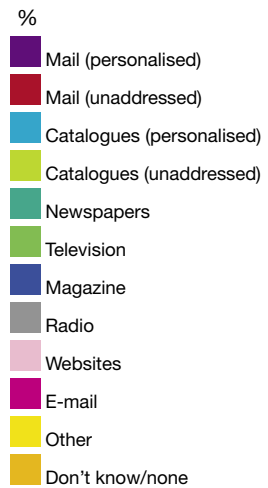 %
Mail (personalised)
Mail (unaddressed)
Catalogues (personalised)
Catalogues (unaddressed)
Newspapers
Television
Magazine
Radio
Websites
E-mail
Other
Don't know/none